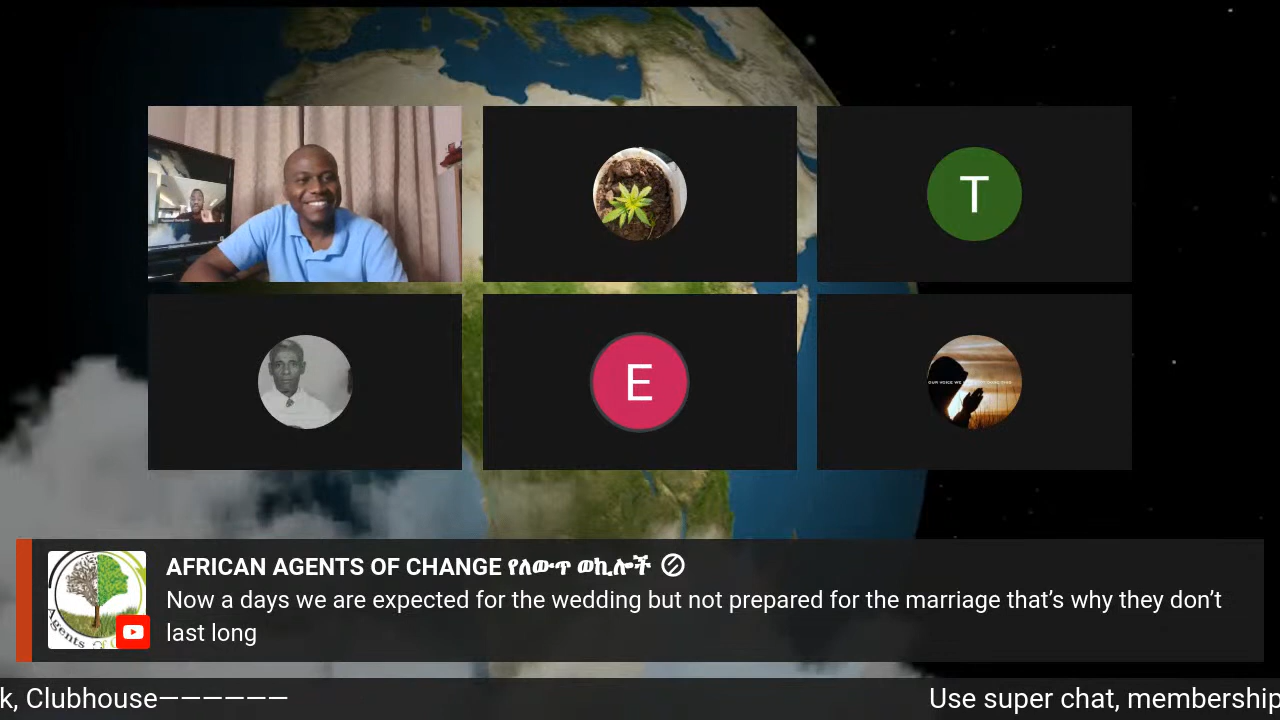 T
E
AFRICAN AGENTS OF CHANGE የለውጥ ወኪሎች
Now a days we are expected for the wedding but not prepared for the marriage that’s why they don’t
last long
k, Clubhouse——————
Use super chat, membership